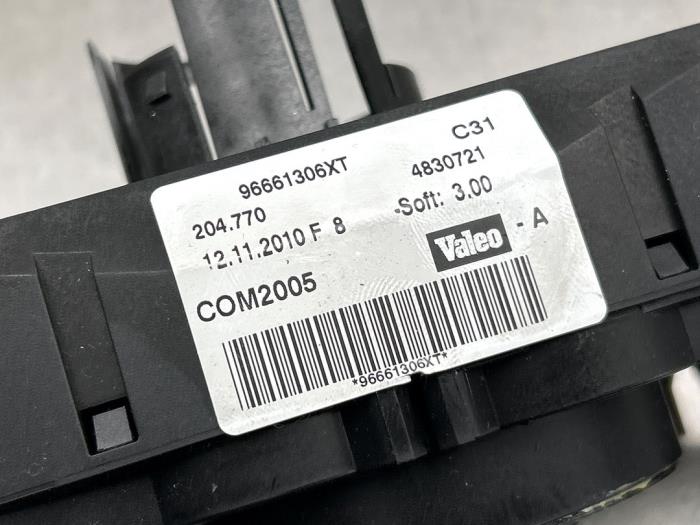 C31
96661306XT 4830721
204.770 -Soft: 3.00
12.11.2010 F 8 Valeo - A
COM2005
*96661306XT*